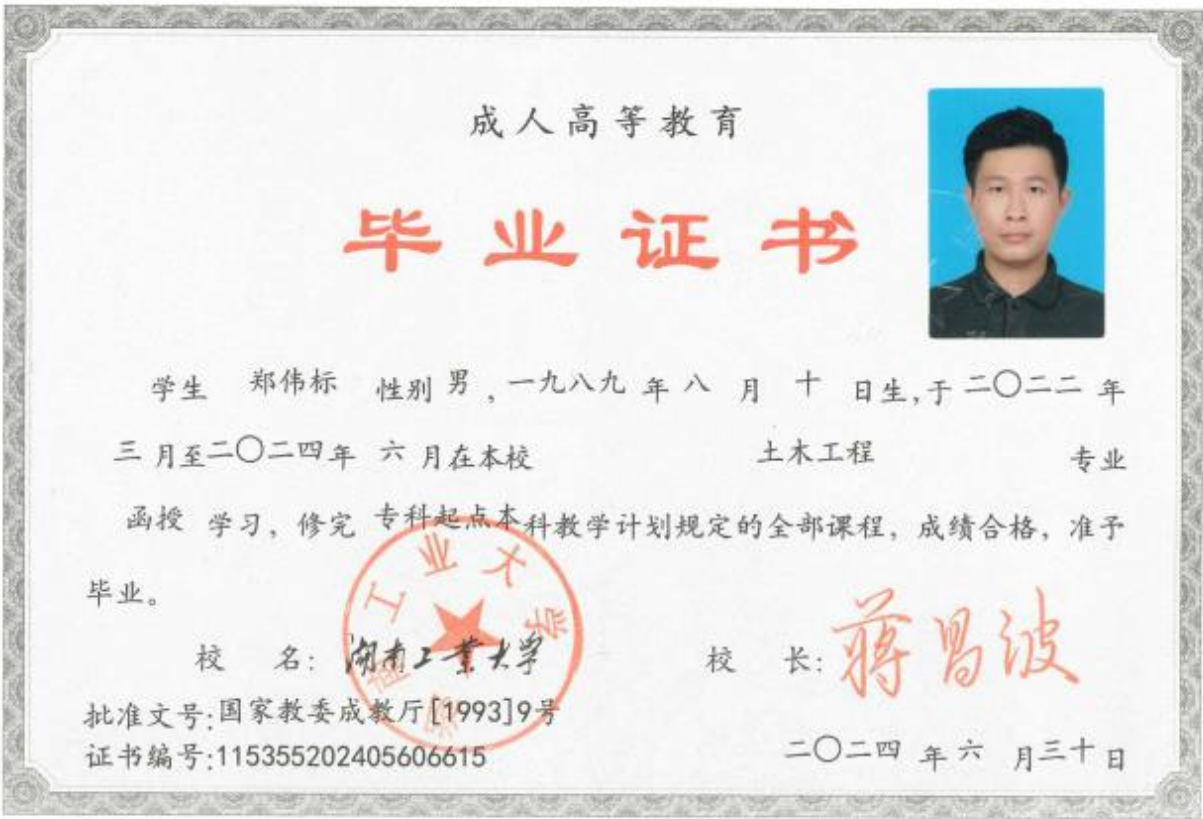 成人高等教育
毕业证书
学生 郑伟标 性别 男 ,一九八九 年 八 月 十 日生,于 二〇二二 年
三 月至二〇二四年 六 月在本校 土木工程 专业
函授 学习，修完 专科起点本科教学计划规定的全部课程，成绩合格，准予
毕业。
湖南工业大学
校 名: 湖南工業大学 校 长: 蒋昌波
批准文号:国家教委成教厅[1993]9号
证书编号:115355202405606615
二〇二四 年 六 月三十日